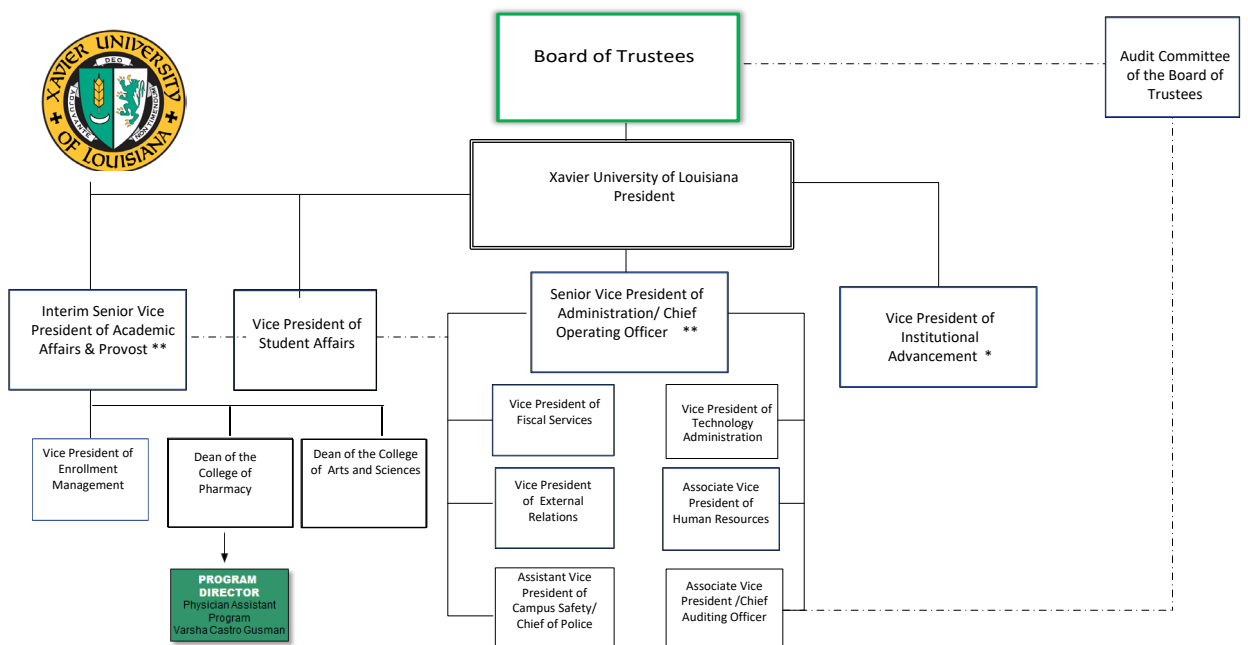 XAVIER UNIVERSITY
OF LOUISIANA
DEO
ADJUVANTE
NON TIMENDUM
Board of Trustees
Audit Committee
of the Board of
Trustees
Xavier University of Louisiana
President
Interim Senior Vice
President of Academic
Affairs & Provost **
Vice President of
Student Affairs
Senior Vice President of
Administration/ Chief
Operating Officer **
Vice President of
Institutional
Advancement *
Vice President of
Enrollment
Management
Dean of the
College of
Pharmacy
Dean of the College
of Arts and Sciences
Vice President of
Fiscal Services
Vice President of
Technology
Administration
Vice President
of External
Relations
Associate Vice
President of
Human Resources
PROGRAM
DIRECTOR
Physician Assistant
Program
Varsha Castro Gusman
Assistant Vice
President of
Campus Safety/
Chief of Police
Associate Vice
President /Chief
Auditing Officer